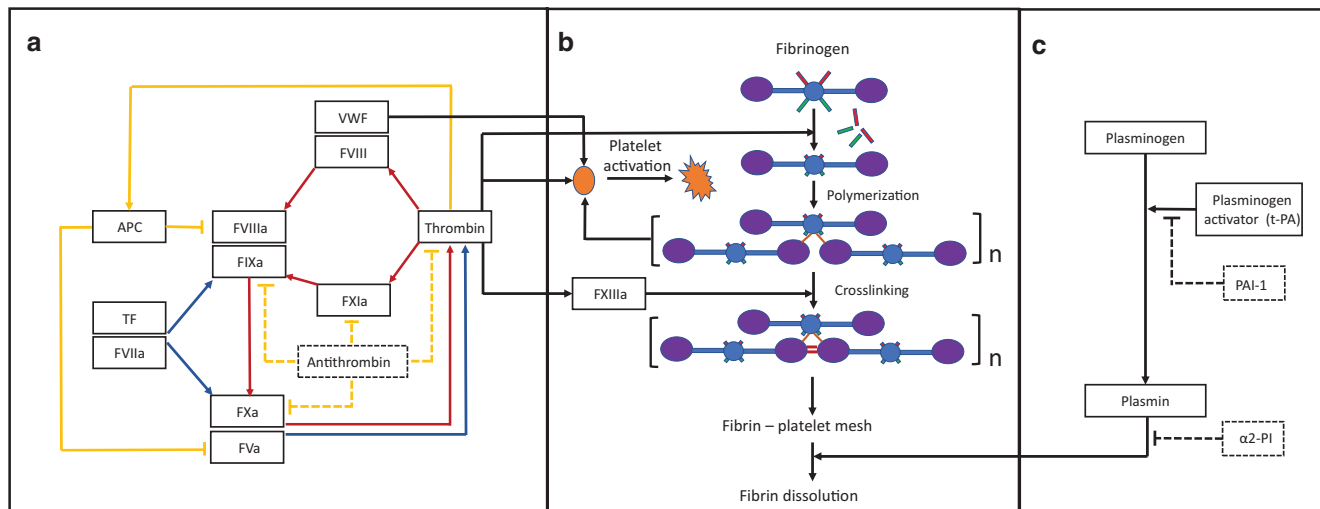 a
VWF
FVIII
APC
FVIIIa
FIXa
Thrombin
TF
FVIIa
FXIa
Antithrombin
FXa
FVa
b
Fibrinogen
Platelet
activation
Polymerization
n
FXIIIa
Crosslinking
n
Fibrin – platelet mesh
Fibrin dissolution
c
Plasminogen
Plasminogen
activator (t-PA)
PAI-1
Plasmin
α2-PI